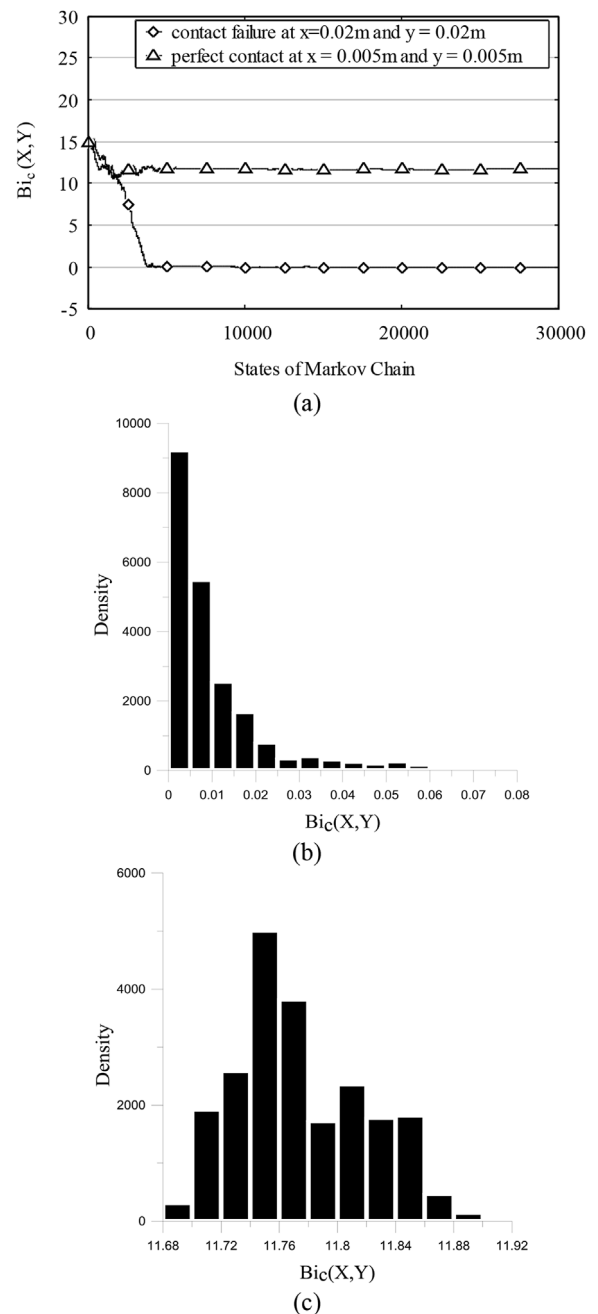 30
contact failure at x=0.02m and y = 0.02m
25
perfect contact at x = 0.005m and y = 0.005m
20
15
10
5
0
-5
Bi_c (X,Y)
0 10000 20000 30000
States of Markov Chain
(a)
10000
8000
6000
4000
2000
0
Density
0 0.01 0.02 0.03 0.04 0.05 0.06 0.07 0.08
Bi_c(X,Y)
(b)
6000
4000
2000
0
Density
11.68 11.72 11.76 11.8 11.84 11.88 11.92
Bi_c(X,Y)
(c)